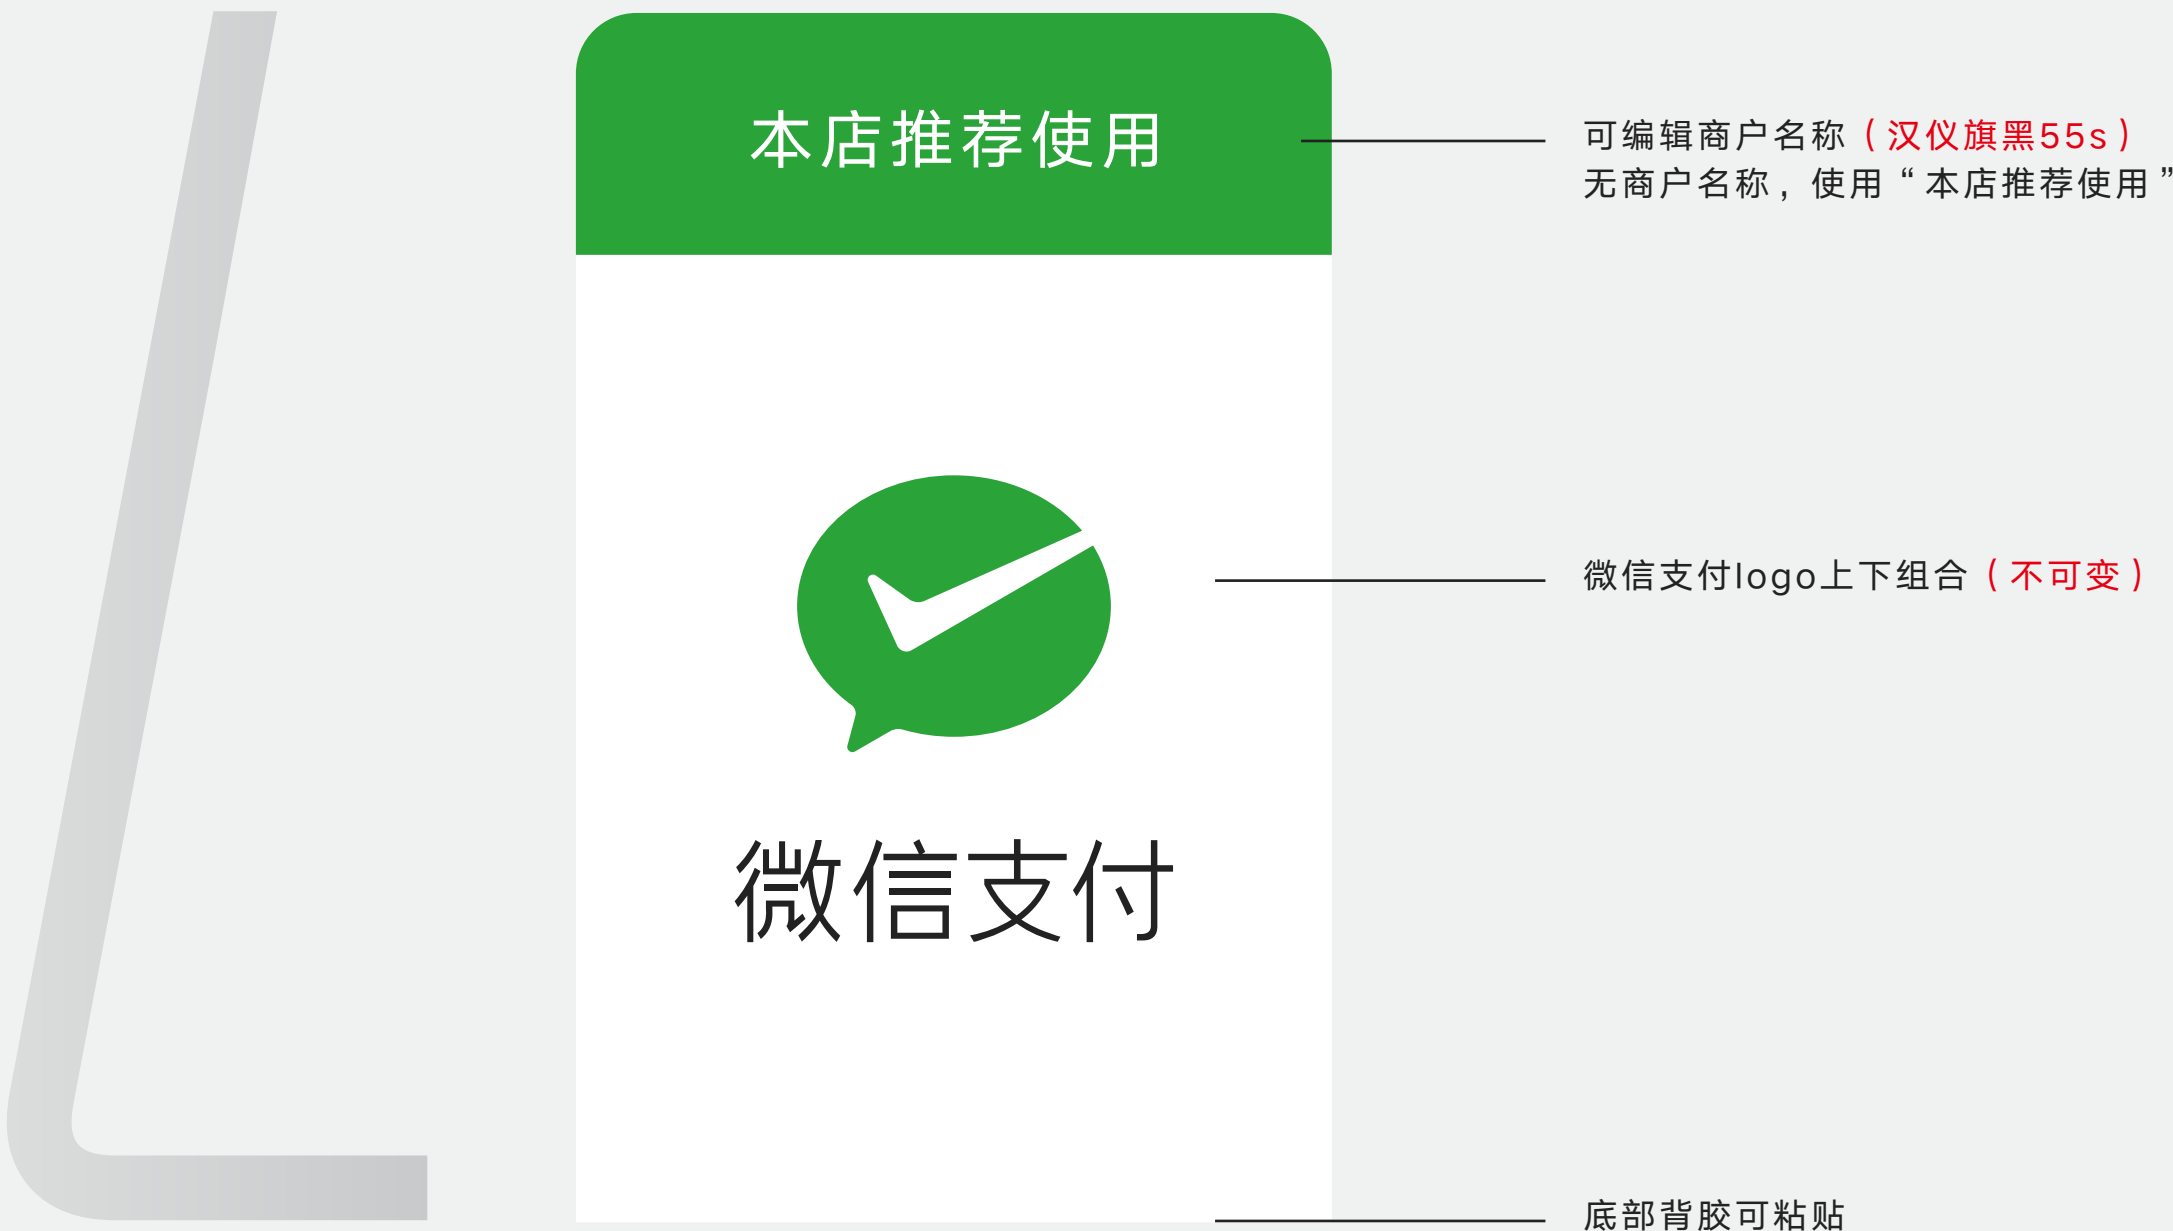 本店推荐使用
可编辑商户名称（汉仪旗黑55s）
无商户名称，使用“本店推荐使用”
微信支付logo上下组合（不可变）
微信支付
底部背胶可粘贴